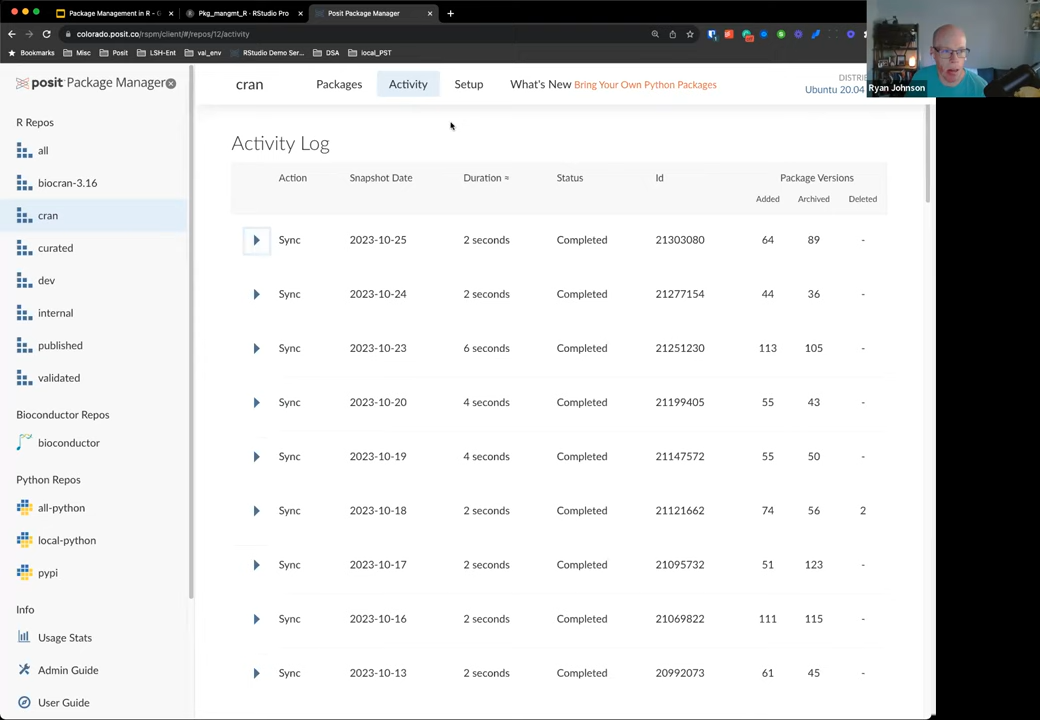 Package Management in R - G
Pkg_mangmt_R - RStudio Pro
Posit Package Manager
colorado.posit.co/rspm/client/#/repos/12/activity
Bookmarks
Misc
Posit
LSH-Ent
val_env
RStudio Demo Ser...
DSA
local_PST
Ryan Johnson
posit Package Manager
cran
Packages
Activity
Setup
What's New Bring Your Own Python Packages
DISTRI
Ubuntu 20.04
R Repos
all
biocran-3.16
cran
curated
dev
internal
published
validated
Bioconductor Repos
bioconductor
Python Repos
all-python
local-python
pypi
Info
Usage Stats
Admin Guide
User Guide
Activity Log
Action Snapshot Date Duration ≈ Status Id Package Versions
Added Archived Deleted
Sync 2023-10-25 2 seconds Completed 21303080 64 89 -
Sync 2023-10-24 2 seconds Completed 21277154 44 36 -
Sync 2023-10-23 6 seconds Completed 21251230 113 105 -
Sync 2023-10-20 4 seconds Completed 21199405 55 43 -
Sync 2023-10-19 4 seconds Completed 21147572 55 50 -
Sync 2023-10-18 2 seconds Completed 21121662 74 56 2
Sync 2023-10-17 2 seconds Completed 21095732 51 123 -
Sync 2023-10-16 2 seconds Completed 21069822 111 115 -
Sync 2023-10-13 2 seconds Completed 20992073 61 45 -